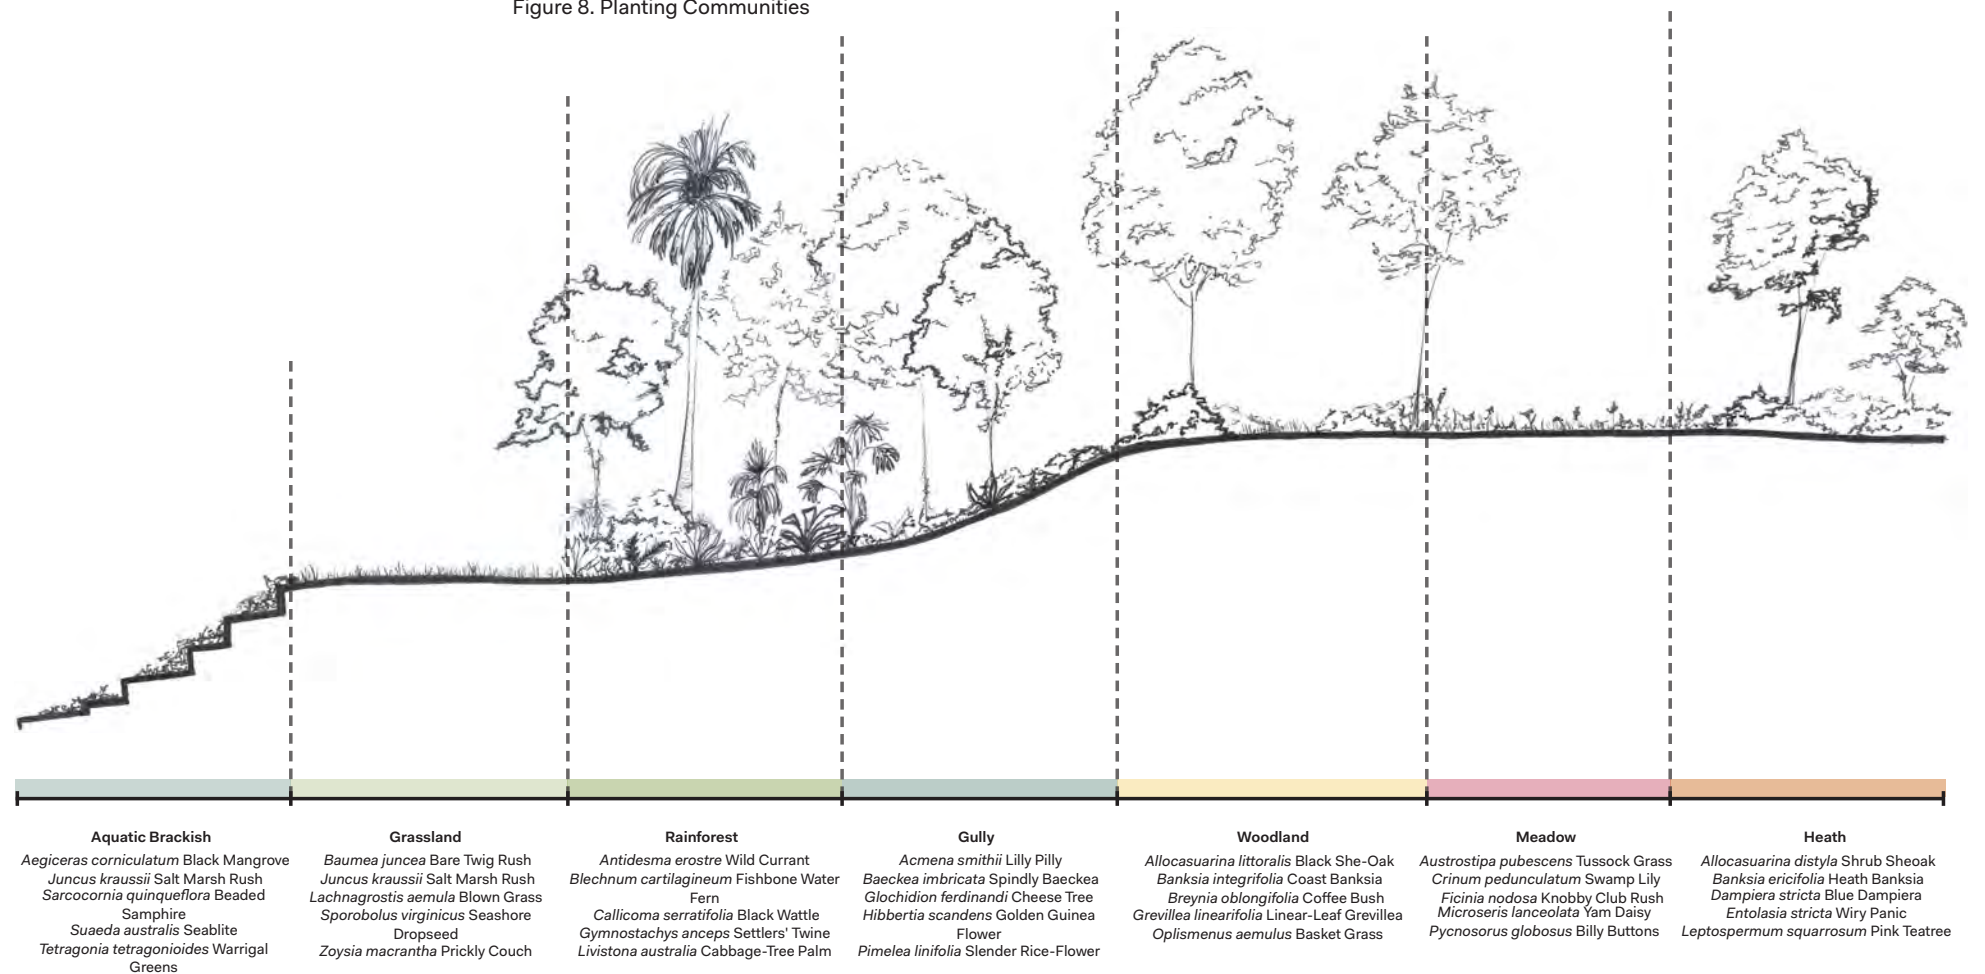 Figure 8. Planting Communities
Aquatic Brackish
Aegiceras corniculatum Black Mangrove
Juncus kraussii Salt Marsh Rush
Sarcocornia quinqueflora Beaded
Samphire
Suaeda australis Seablite
Tetragonia tetragonioides Warrigal
Greens
Grassland
Baumea juncea Bare Twig Rush
Juncus kraussii Salt Marsh Rush
Lachnagrostis aemula Blown Grass
Sporobolus virginicus Seashore
Dropseed
Zoysia macrantha Prickly Couch
Rainforest
Antidesma erostre Wild Currant
Blechnum cartilagineum Fishbone Water
Fern
Callicoma serratifolia Black Wattle
Gymnostachys anceps Settlers' Twine
Livistona australia Cabbage-Tree Palm
Gully
Acmena smithii Lilly Pilly
Baeckea imbricata Spindly Baeckea
Glochidion ferdinandi Cheese Tree
Hibbertia scandens Golden Guinea
Flower
Pimelea linifolia Slender Rice-Flower
Woodland
Allocasuarina littoralis Black She-Oak
Banksia integrifolia Coast Banksia
Breynia oblongifolia Coffee Bush
Grevillea linearifolia Linear-Leaf Grevillea
Oplismenus aemulus Basket Grass
Meadow
Austrostipa pubescens Tussock Grass
Crinum pedunculatum Swamp Lily
Ficinia nodosa Knobby Club Rush
Microseris lanceolata Yam Daisy
Pycnosorus globosus Billy Buttons
Heath
Allocasuarina distyla Shrub Sheoak
Banksia ericifolia Heath Banksia
Dampiera stricta Blue Dampiera
Entolasia stricta Wiry Panic
Leptospermum squarrosum Pink Teatree